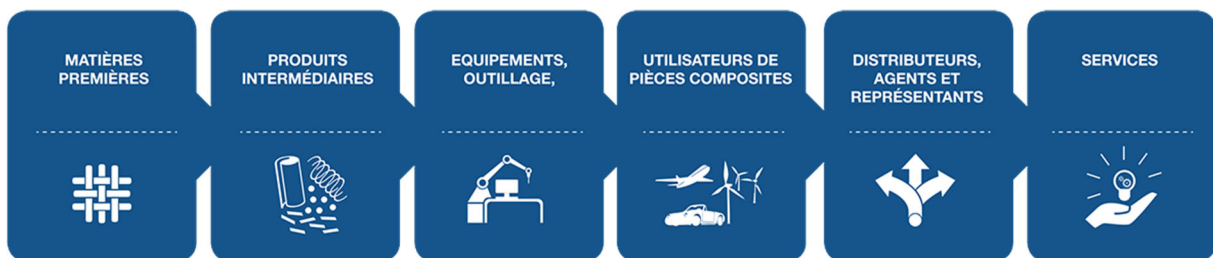 MATIÈRES
PREMIÈRES
PRODUITS
INTERMÉDIAIRES
EQUIPEMENTS,
OUTILLAGE,
UTILISATEURS DE
PIÈCES COMPOSITES
DISTRIBUTEURS,
AGENTS ET
REPRÉSENTANTS
SERVICES